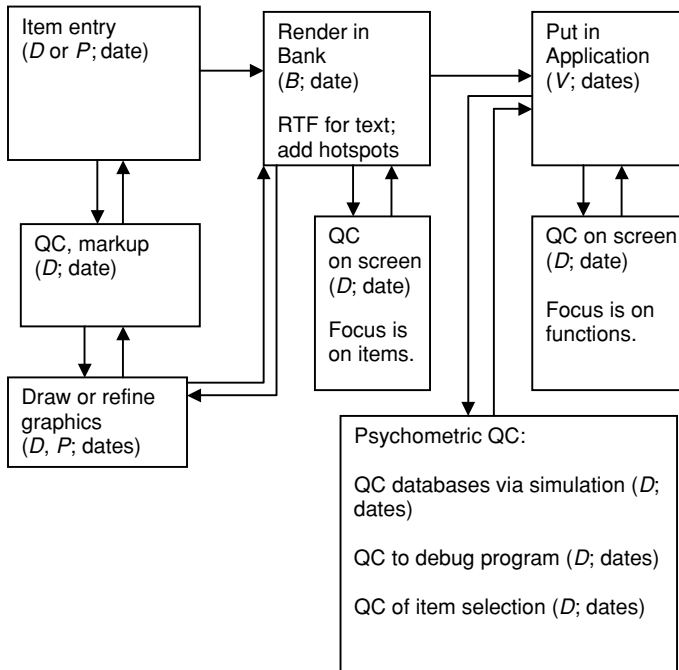 Item entry
(D or P; date)
Render in
Bank
(B; date)
RTF for text;
add hotspots
Put in
Application
(V; dates)
QC, markup
(D; date)
QC
on screen
(D; date)
Focus is
on items.
QC on screen
(D; date)
Focus is on
functions.
Draw or refine
graphics
(D, P; dates)
Psychometric QC:
QC databases via simulation (D;
dates)
QC to debug program (D; dates)
QC of item selection (D; dates)